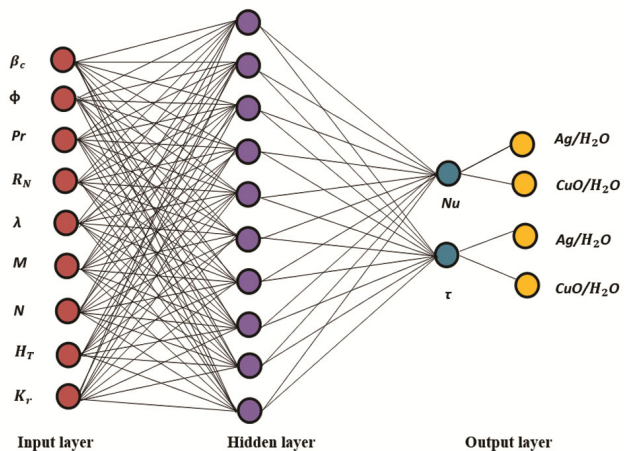 β_c
ϕ
Pr
R_N
λ
M
N
H_T
K_r
Nu
τ
Ag/H₂O
CuO/H₂O
Ag/H₂O
CuO/H₂O
Input layer
Hidden layer
Output layer